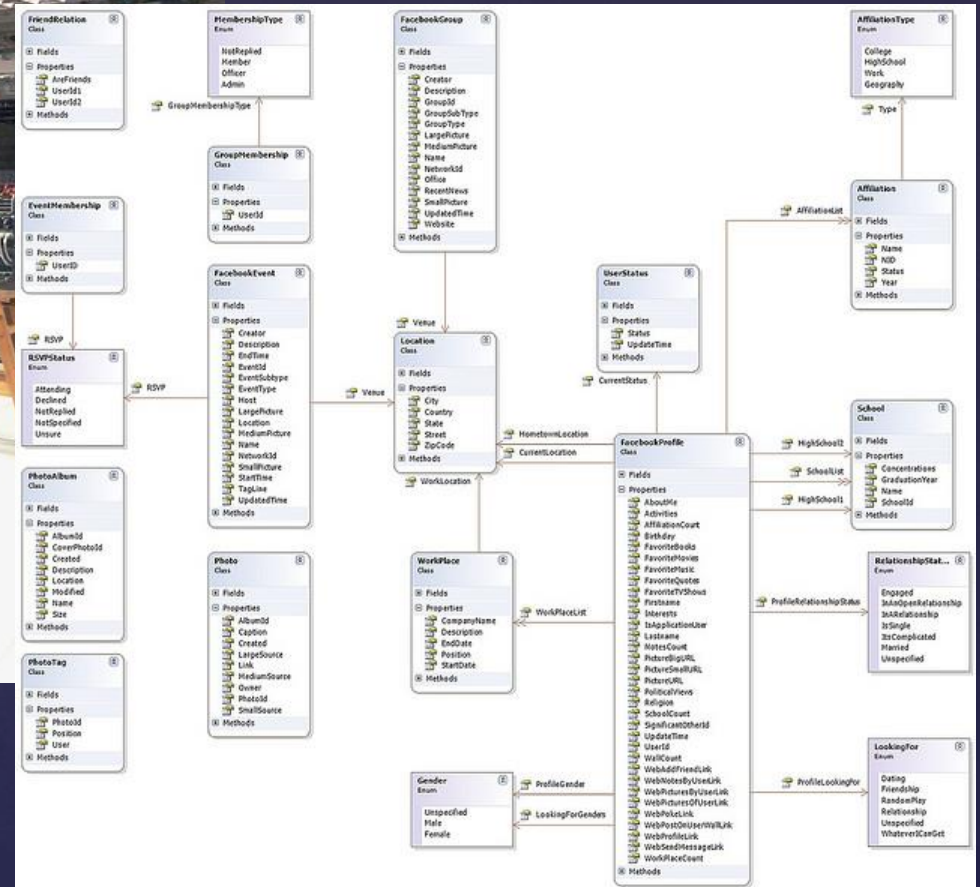 FriendRelation
Class
Fields
Properties
AreFriends
UserId1
UserId2
Methods
MembershipType
Enum
NotReplied
Member
Officer
Admin
GroupMembershipType
GroupMembership
Class
Fields
Properties
UserId
Methods
FacebookGroup
Class
Fields
Properties
Creator
Description
GroupId
GroupSubType
GroupType
LargePicture
MediumPicture
Name
NetworkId
Office
RecentNews
SmallPicture
UpdatedTime
Website
Methods
AffiliationType
Enum
College
HighSchool
Work
Geography
Type
Affiliation
Class
Fields
Properties
Name
NID
Status
Year
Methods
AffiliationList
EventMembership
Class
Fields
Properties
UserID
Methods
RSVP
RSVPStatus
Enum
Attending
Declined
NotReplied
NotSpecified
Unsure
RSVP
FacebookEvent
Class
Fields
Properties
Creator
Description
EndTime
EventId
EventSubtype
EventType
Host
LargePicture
Location
MediumPicture
Name
NetworkId
SmallPicture
StartTime
TagLine
UpdatedTime
Methods
Venue
Venue
Location
Class
Fields
Properties
City
Country
State
Street
ZipCode
Methods
UserStatus
Class
Fields
Properties
Status
UpdateTime
Methods
CurrentStatus
HometownLocation
CurrentLocation
WorkLocation
PhotoAlbum
Class
Fields
Properties
AlbumId
CoverPhotoId
Created
Description
Location
Modified
Name
Size
Methods
PhotoTag
Class
Fields
Properties
PhotoId
Position
User
Methods
Photo
Class
Fields
Properties
AlbumId
Caption
Created
LargeSource
Link
MediumSource
Owner
PhotoId
SmallSource
Methods
WorkPlace
Class
Fields
Properties
CompanyName
Description
EndDate
Position
StartDate
Methods
WorkPlaceList
FacebookProfile
Class
Fields
Properties
AboutMe
Activities
AffiliationCount
Birthday
FavoriteBooks
FavoriteMovies
FavoriteMusic
FavoriteQuotes
FavoriteTVShows
Firstname
Interests
IsApplicationUser
Lastname
NotesCount
PictureBigURL
PictureSmallURL
PictureURL
PoliticalViews
Religion
SchoolCount
SignificantOtherId
UpdateTime
UserId
WallCount
WebAddFriendLink
WebNotesByUserLink
WebPicturesByUserLink
WebPicturesOfUserLink
WebPokeLink
WebPostOnUserWallLink
WebProfileLink
WebSendMessageLink
WorkPlaceCount
Methods
HighSchool2
SchoolList
HighSchool1
School
Class
Fields
Properties
Concentrations
GraduationYear
Name
SchoolId
Methods
ProfileRelationshipStatus
RelationshipStat...
Enum
Engaged
InAnOpenRelationship
InARelationship
IsSingle
ItsComplicated
Married
Unspecified
Gender
Enum
Unspecified
Male
Female
ProfileGender
LookingForGenders
ProfileLookingFor
LookingFor
Enum
Dating
Friendship
RandomPlay
Relationship
Unspecified
WhateverICanGet